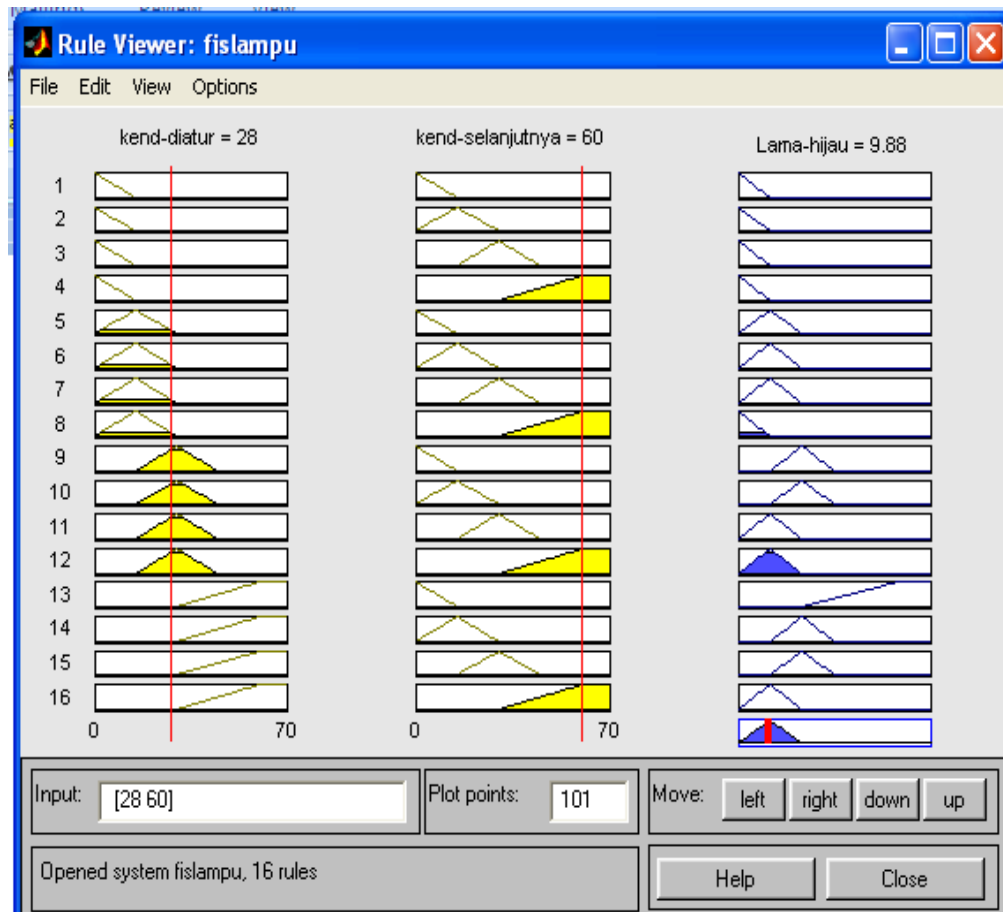 Rule Viewer: fislampu
File Edit View Options
kend-diatur = 28
kend-selanjutnya = 60
Lama-hijau = 9.88
1
2
3
4
5
6
7
8
9
10
11
12
13
14
15
16
0 70 0 70
Input: [28 60] Plot points: 101 Move: left right down up
Opened system fislampu, 16 rules Help Close